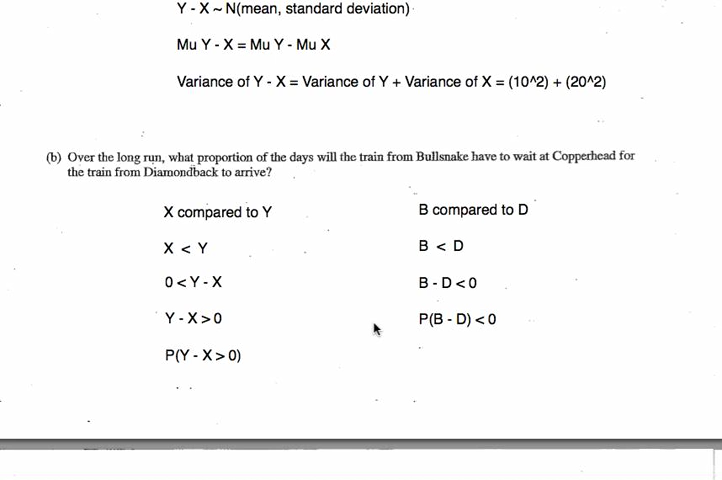 Y - X ~ N(mean, standard deviation)
Mu Y - X = Mu Y - Mu X
Variance of Y - X = Variance of Y + Variance of X = (10^2) + (20^2)
(b) Over the long run, what proportion of the days will the train from Bullsnake have to wait at Copperhead for
the train from Diamondback to arrive?
X compared to Y
B compared to D
X < Y
B < D
0 < Y - X
B - D < 0
Y - X > 0
P(B - D) < 0
P(Y - X > 0)